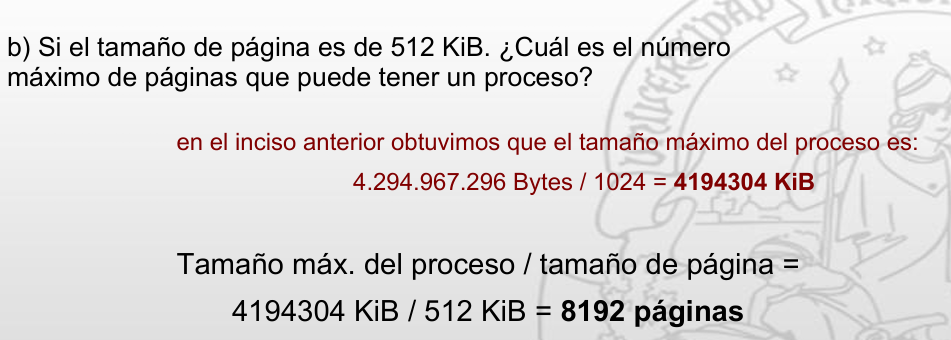 b) Si el tamaño de página es de 512 KiB. ¿Cuál es el número
máximo de páginas que puede tener un proceso?
en el inciso anterior obtuvimos que el tamaño máximo del proceso es:
4.294.967.296 Bytes / 1024 = 4194304 KiB
Tamaño máx. del proceso / tamaño de página =
4194304 KiB / 512 KiB = 8192 páginas